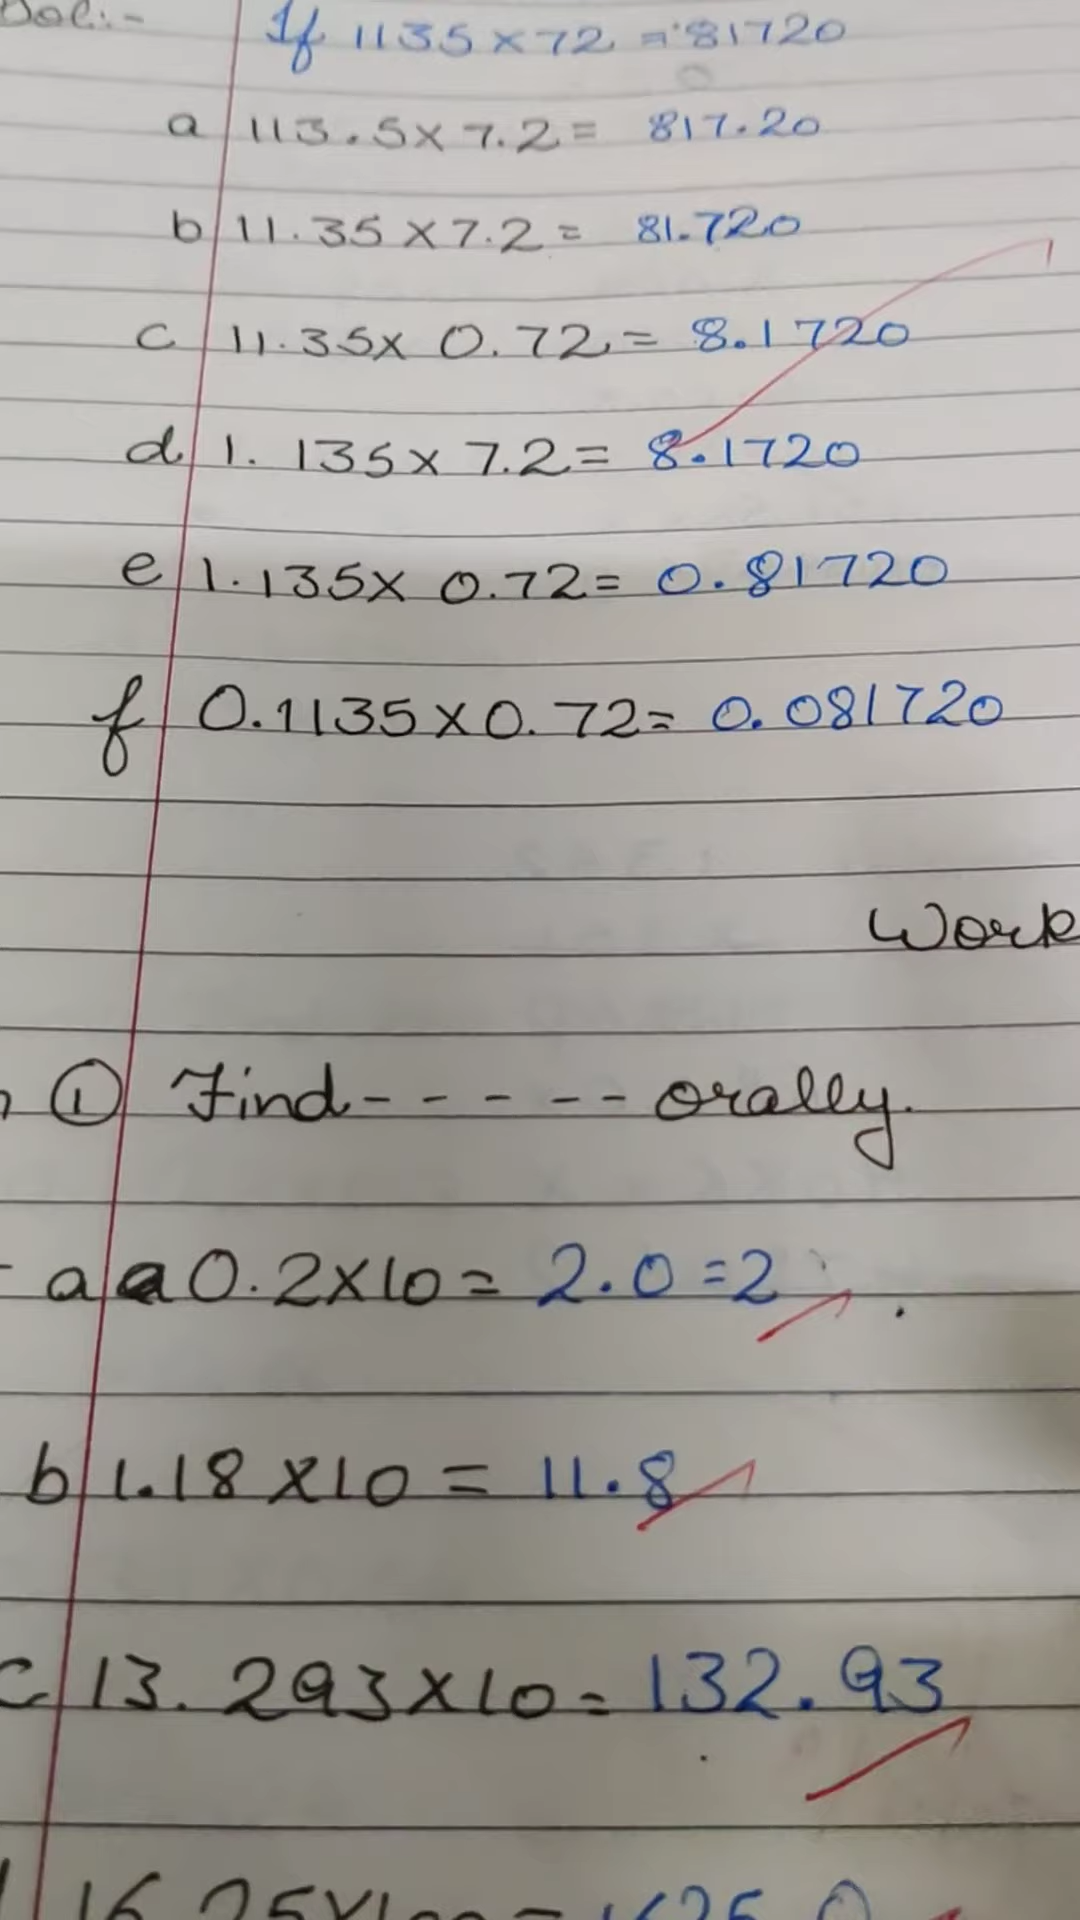 Sol:-
If 1135 x 72 = 81720
a 113.5 x 7.2 = 817.20
b 11.35 x 7.2 = 81.720
c 11.35 x 0.72 = 8.1720
d 1.135 x 7.2 = 8.1720
e 1.135 x 0.72 = 0.81720
f 0.1135 x 0.72 = 0.081720
Work
① Find - - - - - - orally.
a a 0.2 x 10 = 2.0 = 2
b 1.18 x 10 = 11.8
c 13.293 x 10 = 132.93